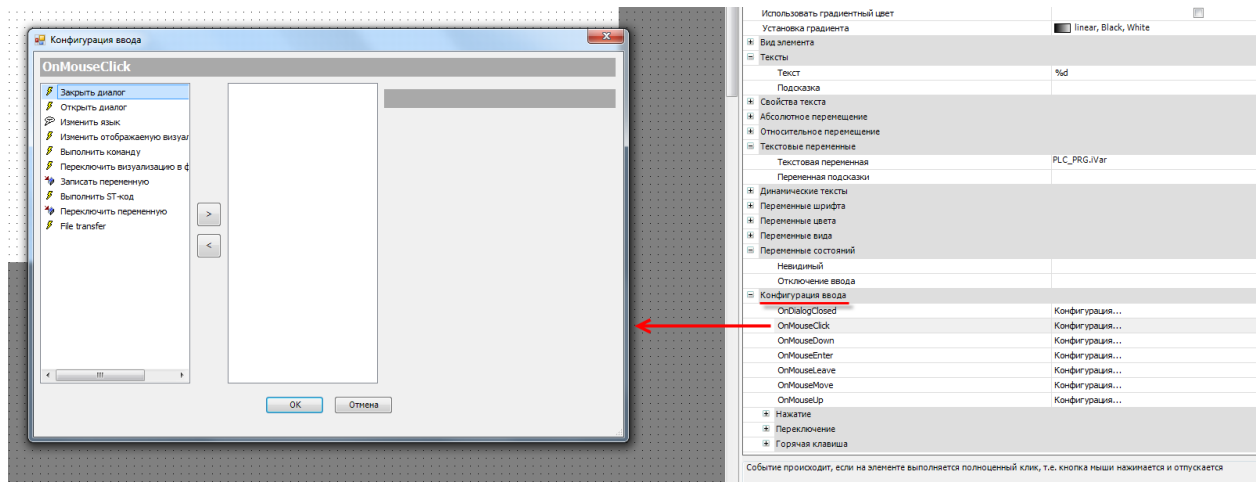 Конфигурация ввода
OnMouseClick
Закрыть диалог
Открыть диалог
Изменить язык
Изменить отображаемую визуал
Выполнить команду
Переключить визуализацию в ф
Записать переменную
Выполнить ST-код
Переключить переменную
File transfer
>
<
OK
Отмена
Использовать градиентный цвет
Установка градиента linear, Black, White
Вид элемента
Тексты
Текст %d
Подсказка
Свойства текста
Абсолютное перемещение
Относительное перемещение
Текстовые переменные
Текстовая переменная PLC_PRG.iVar
Переменная подсказки
Динамические тексты
Переменные шрифта
Переменные цвета
Переменные вида
Переменные состояний
Невидимый
Отключение ввода
Конфигурация ввода
OnDialogClosed Конфигурация...
OnMouseClick Конфигурация...
OnMouseDown Конфигурация...
OnMouseEnter Конфигурация...
OnMouseLeave Конфигурация...
OnMouseMove Конфигурация...
OnMouseUp Конфигурация...
Нажатие
Переключение
Горячая клавиша
Событие происходит, если на элементе выполняется полноценный клик, т.е. кнопка мыши нажимается и отпускается